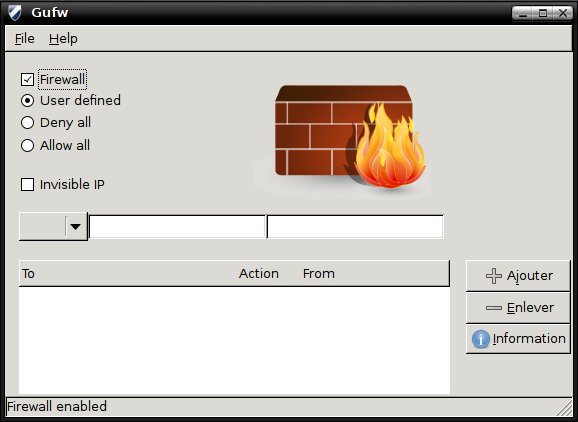 Gufw
File Help
Firewall
User defined
Deny all
Allow all
Invisible IP
To Action From
Ajouter
Enlever
Information
Firewall enabled